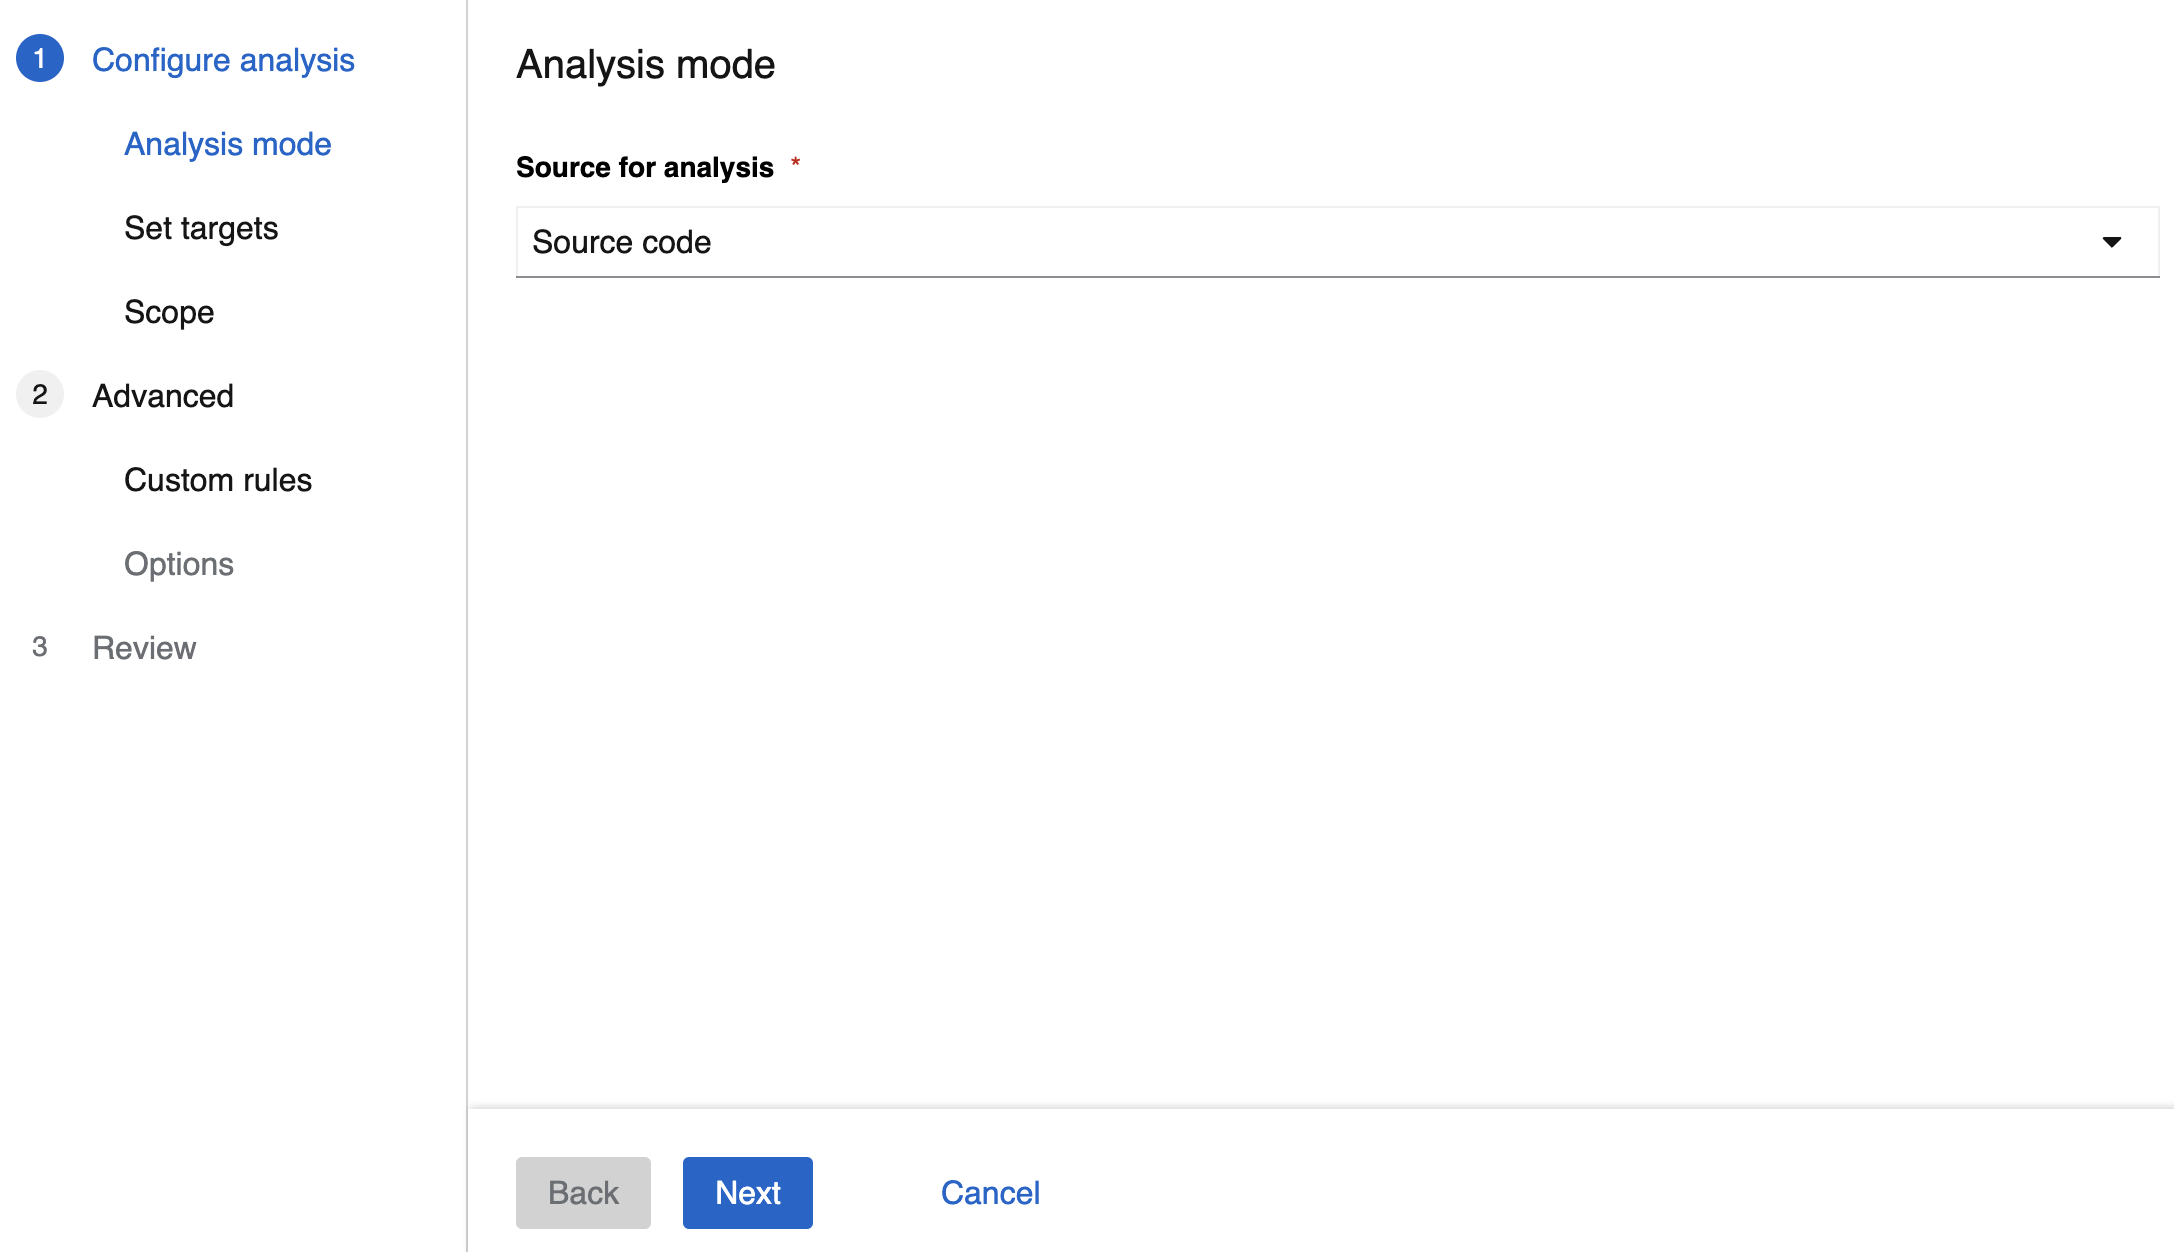 1 Configure analysis
Analysis mode
Set targets
Scope
2 Advanced
Custom rules
Options
3 Review
Analysis mode
Source for analysis *
Source code
Back Next Cancel